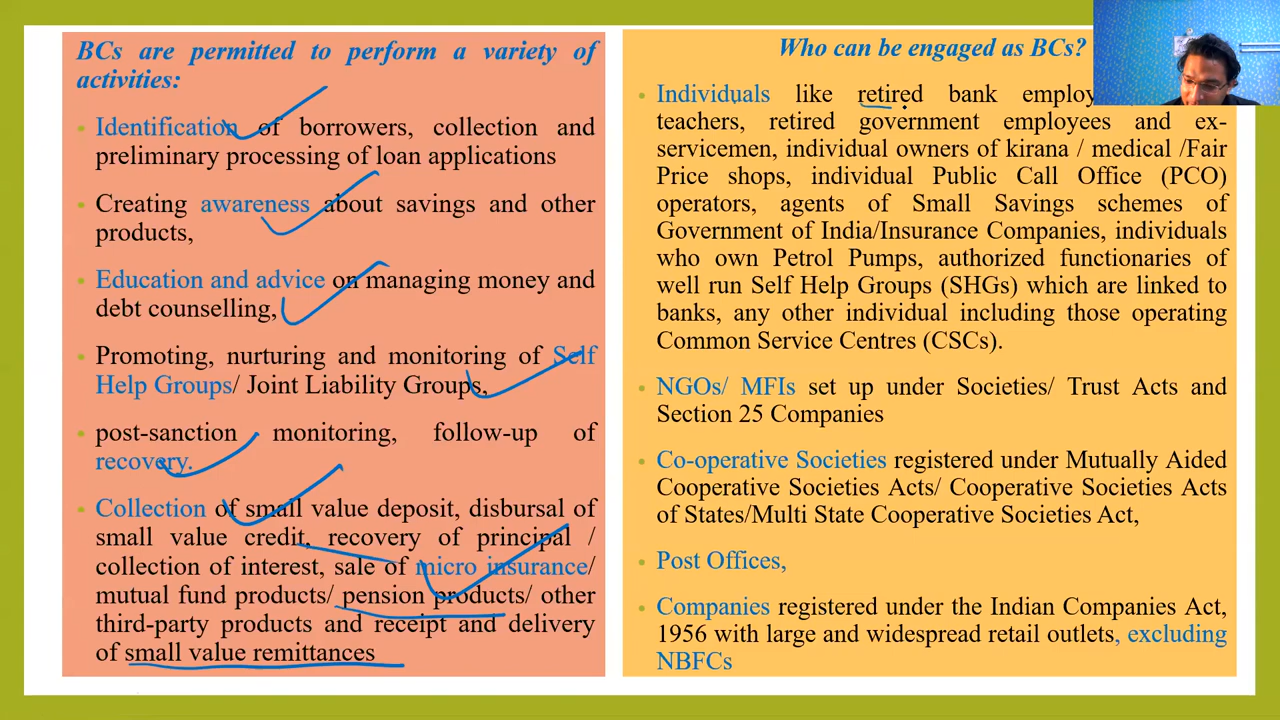 BCs are permitted to perform a variety of
activities:
• Identification of borrowers, collection and
preliminary processing of loan applications
• Creating awareness about savings and other
products,
• Education and advice on managing money and
debt counselling,
• Promoting, nurturing and monitoring of Self
Help Groups/ Joint Liability Groups,
• post-sanction monitoring, follow-up of
recovery.
• Collection of small value deposit, disbursal of
small value credit, recovery of principal /
collection of interest, sale of micro insurance/
mutual fund products/ pension products/ other
third-party products and receipt and delivery
of small value remittances
Who can be engaged as BCs?
• Individuals like retired bank employ
teachers, retired government employees and ex-
servicemen, individual owners of kirana / medical /Fair
Price shops, individual Public Call Office (PCO)
operators, agents of Small Savings schemes of
Government of India/Insurance Companies, individuals
who own Petrol Pumps, authorized functionaries of
well run Self Help Groups (SHGs) which are linked to
banks, any other individual including those operating
Common Service Centres (CSCs).
• NGOs/ MFIs set up under Societies/ Trust Acts and
Section 25 Companies
• Co-operative Societies registered under Mutually Aided
Cooperative Societies Acts/ Cooperative Societies Acts
of States/Multi State Cooperative Societies Act,
• Post Offices,
• Companies registered under the Indian Companies Act,
1956 with large and widespread retail outlets, excluding
NBFCs